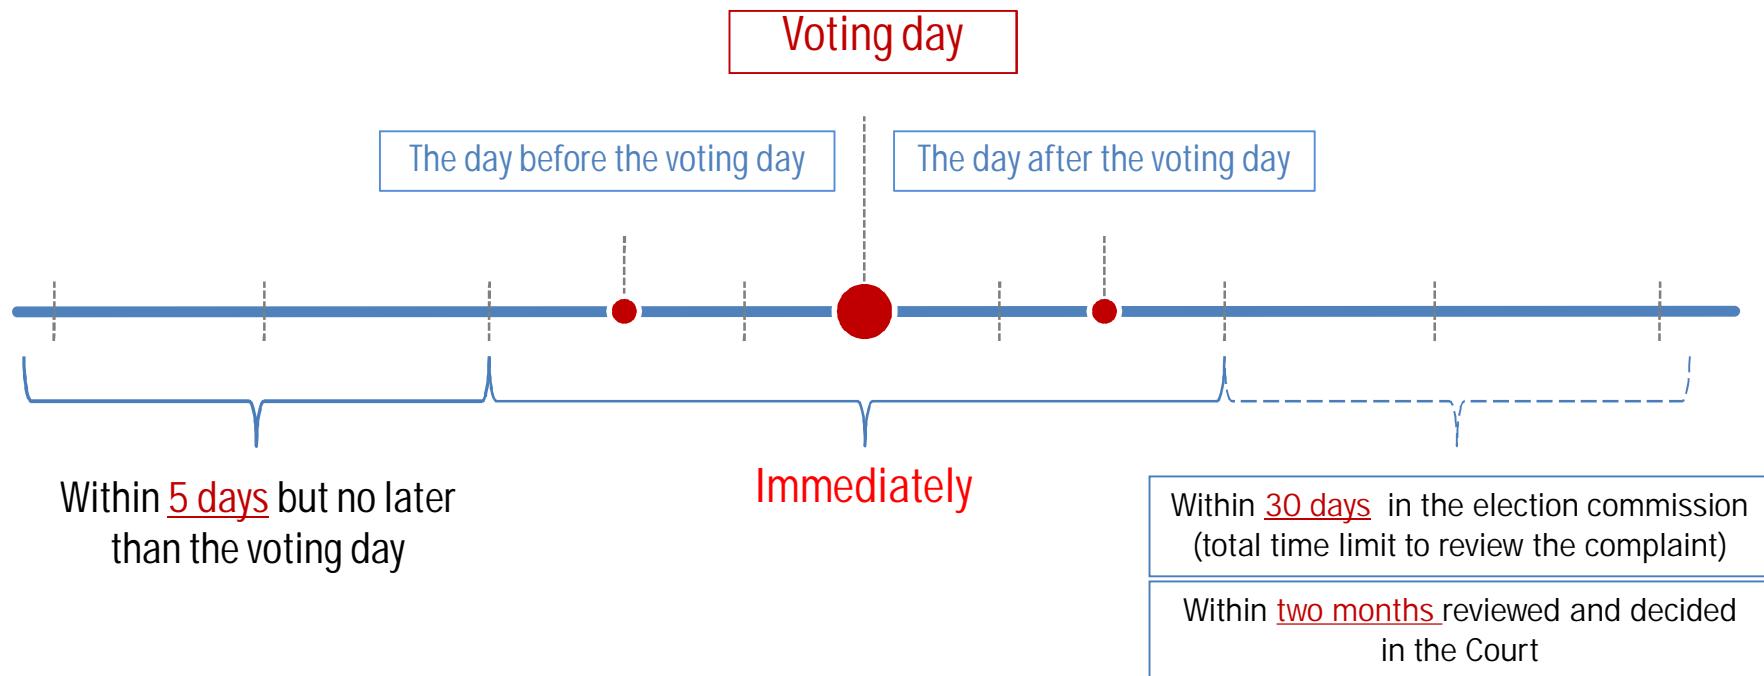 Voting day
The day before the voting day
The day after the voting day
Within 5 days but no later
than the voting day
Immediately
Within 30 days in the election commission
(total time limit to review the complaint)
Within two months reviewed and decided
in the Court